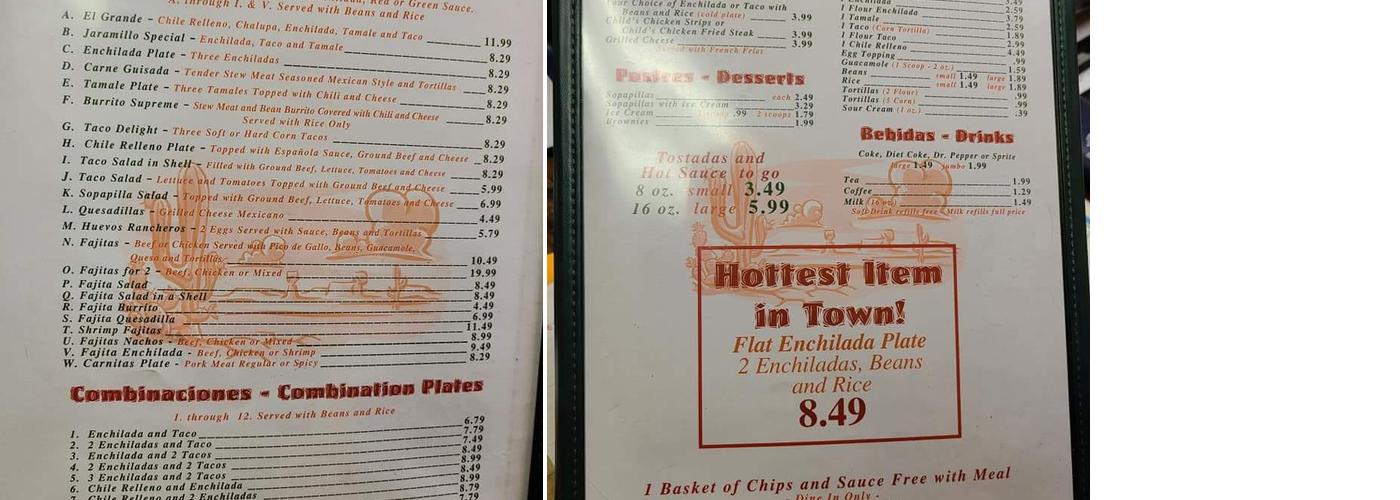 Red or Green Sauce.
A. through I. & V. Served with Beans and Rice
A. El Grande - Chile Relleno, Chalupa, Enchilada, Tamale and Taco 11.99
B. Jaramillo Special - Enchilada, Taco and Tamale 8.29
C. Enchilada Plate - Three Enchiladas 8.29
D. Carne Guisada - Tender Stew Meat Seasoned Mexican Style and Tortillas 8.29
E. Tamale Plate - Three Tamales Topped with Chili and Cheese 8.29
F. Burrito Supreme - Stew Meat and Bean Burrito Covered with Chili and Cheese 8.29
Served with Rice Only
G. Taco Delight - Three Soft or Hard Corn Tacos 8.29
H. Chile Relleno Plate - Topped with Española Sauce, Ground Beef and Cheese 8.29
I. Taco Salad in Shell - Filled with Ground Beef, Lettuce, Tomatoes and Cheese 8.29
J. Taco Salad - Lettuce and Tomatoes Topped with Ground Beef and Cheese 5.99
K. Sopapilla Salad - Topped with Ground Beef, Lettuce, Tomatoes and Cheese 6.99
L. Quesadillas - Grilled Cheese Mexicano 4.49
M. Huevos Rancheros - 2 Eggs Served with Sauce, Beans and Tortillas 5.79
N. Fajitas - Beef or Chicken Served with Pico de Gallo, Beans, Guacamole,
Queso and Tortillas 10.49
O. Fajitas for 2 - Beef, Chicken or Mixed 19.99
P. Fajita Salad 8.49
Q. Fajita Salad in a Shell 8.49
R. Fajita Burrito 4.49
S. Fajita Quesadilla 6.99
T. Shrimp Fajitas 11.49
U. Fajitas Nachos - Beef, Chicken or Mixed 8.99
V. Fajita Enchilada - Beef, Chicken or Shrimp 9.49
W. Carnitas Plate - Pork Meat Regular or Spicy 8.29
Combinaciones - Combination Plates
1. through 12. Served with Beans and Rice
1. Enchilada and Taco 6.79
2. 2 Enchiladas and Taco 7.79
3. Enchilada and 2 Tacos 7.49
4. 2 Enchiladas and 2 Tacos 8.49
5. 3 Enchiladas and 2 Tacos 8.99
6. Chile Relleno and Enchilada 8.49
7. Chile Relleno and 2 Enchiladas 8.99
7.79
Your Choice of Enchilada or Taco with
Beans and Rice (cold plate) 3.99
Child's Chicken Strips or
Child's Chicken Fried Steak 3.99
Grilled Cheese 3.99
Served with French Fries
Postres - Desserts
Sopapillas each 2.49
Sopapillas with Ice Cream 3.29
Ice Cream 1 scoop .99 2 scoops 1.79
Brownies 1.99
Tostadas and
Hot Sauce to go
8 oz. small 3.49
16 oz. large 5.99
3.49
1 Flour Enchilada 2.59
1 Tamale 3.79
1 Taco (Corn Tortilla) 2.59
1 Flour Taco 1.89
1 Chile Relleno 2.99
Egg Topping 4.49
Guacamole (1 Scoop - 2 oz.) .99
1.59
Beans small 1.49 large 1.89
Rice small 1.49 large 1.89
Tortillas (2 Flour) .99
Tortillas (3 Corn) .99
Sour Cream (1 oz.) .39
Bebidas - Drinks
Coke, Diet Coke, Dr. Pepper or Sprite
large 1.49 jumbo 1.99
Tea 1.99
Coffee 1.29
Milk (16 oz) 1.49
Soft Drink refills free Milk refills full price
Hottest Item
in Town!
Flat Enchilada Plate
2 Enchiladas, Beans
and Rice
8.49
1 Basket of Chips and Sauce Free with Meal
- Dine In Only -